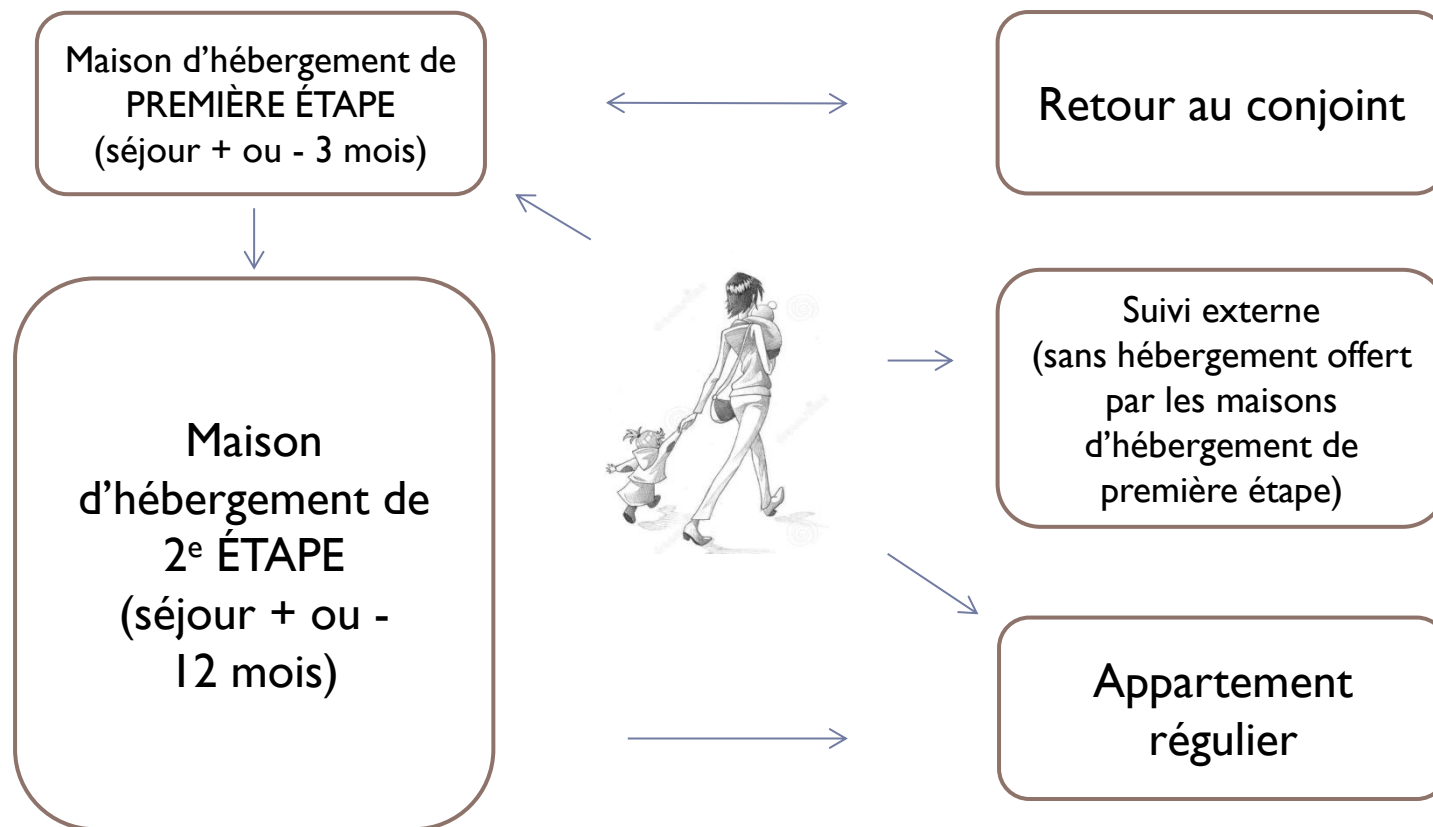 Maison d'hébergement de
PREMIÈRE ÉTAPE
(séjour + ou - 3 mois)
Retour au conjoint
Maison
d'hébergement de
2e ÉTAPE
(séjour + ou -
12 mois)
Suivi externe
(sans hébergement offert
par les maisons
d'hébergement de
première étape)
Appartement
régulier